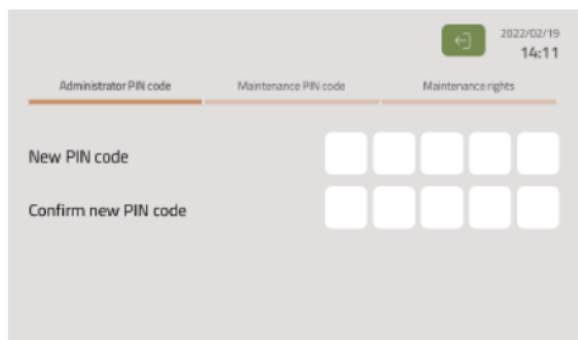 2022/02/19
14:11
Administrator PIN code
Maintenance PIN code
Maintenance rights
New PIN code
Confirm new PIN code